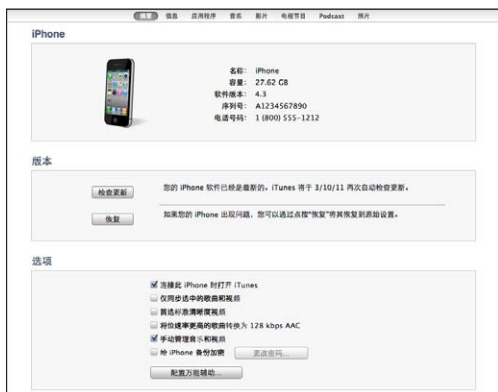 摘要 信息 应用程序 音乐 影片 电视节目 Podcast 照片
iPhone
名称: iPhone
容量: 27.62 GB
软件版本: 4.3
序列号: A1234567890
电话号码: 1 (800) 555-1212
版本
检查更新
您的 iPhone 软件已经是最新的。iTunes 将于 3/10/11 再次自动检查更新。
恢复
如果您的 iPhone 出现问题，您可以通过点按“恢复”将其恢复到原始设置。
选项
连接此 iPhone 时打开 iTunes
仅同步选中的歌曲和视频
首选标准清晰度视频
将位速率更高的歌曲转换为 128 kbps AAC
手动管理音乐和视频
给 iPhone 备份加密 更改密码...
配置万能辅助...